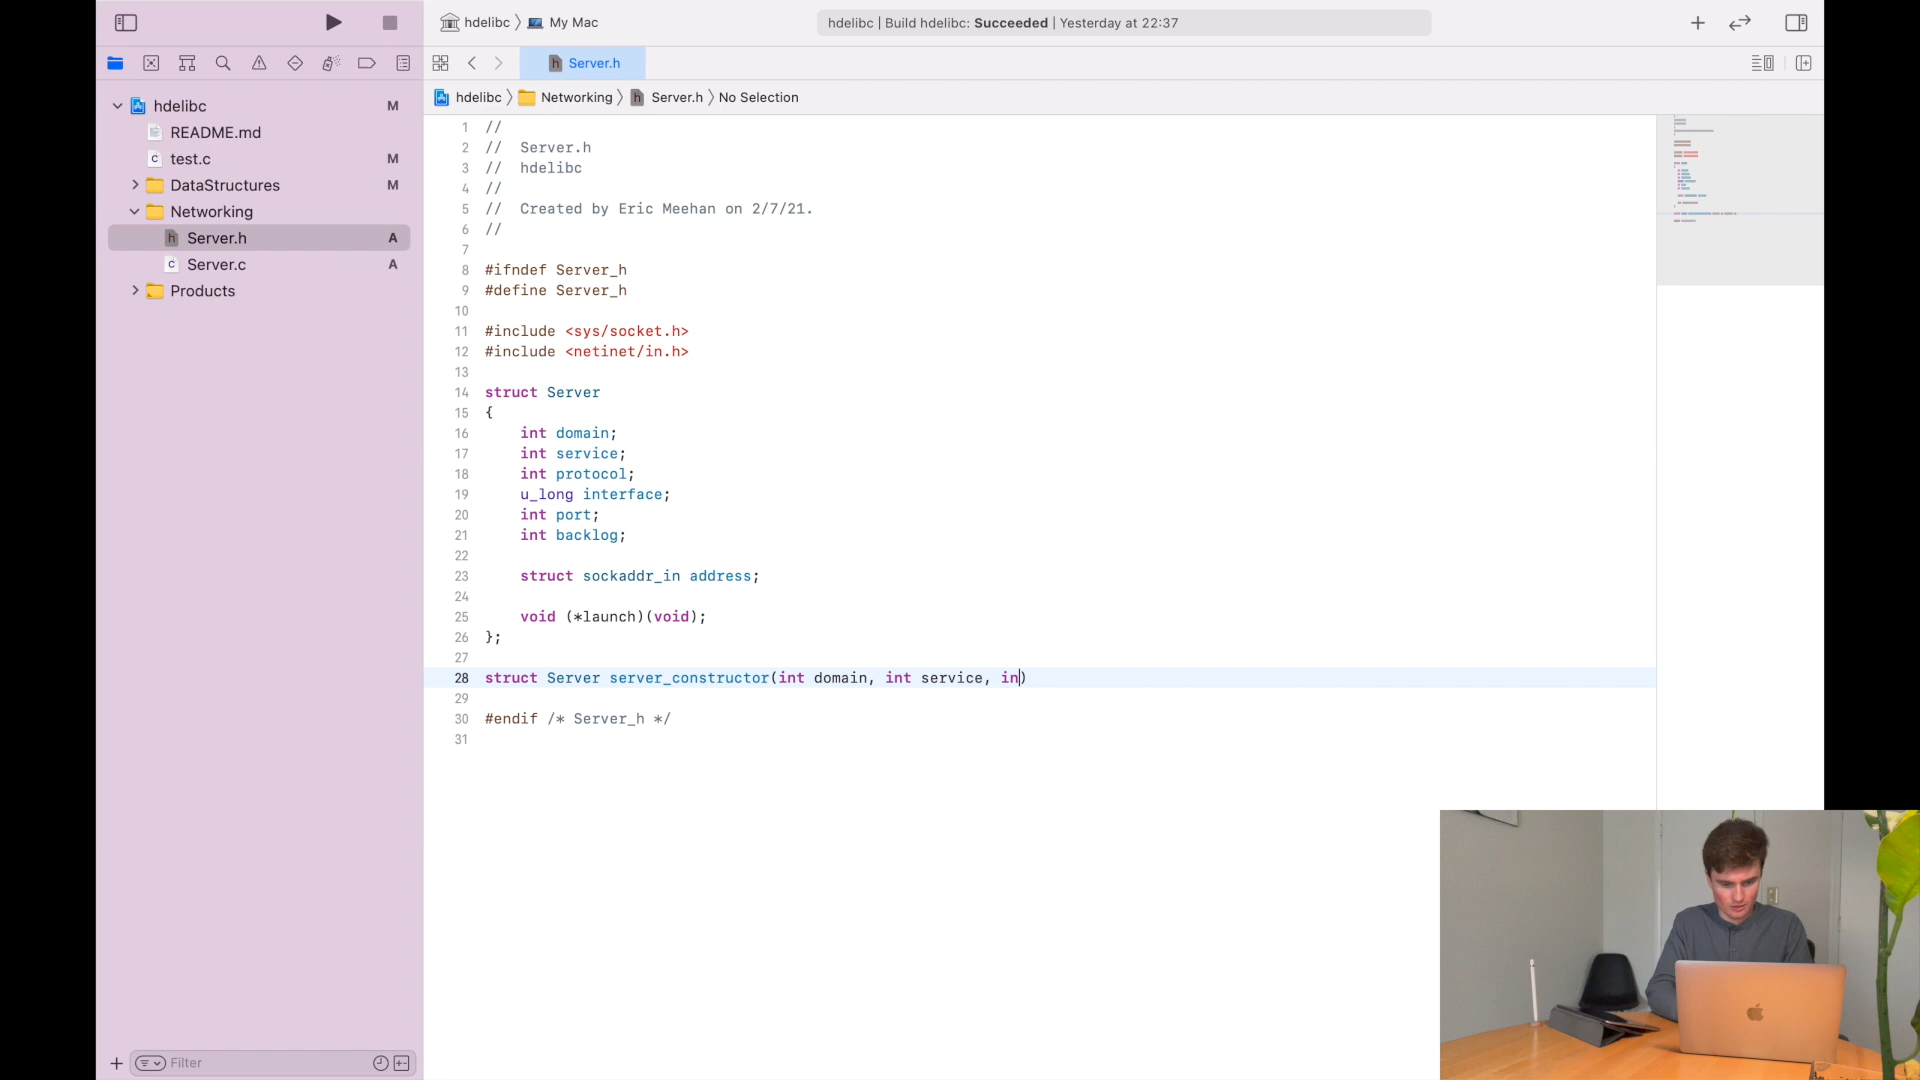 hdelibc 〉 My Mac
hdelibc | Build hdelibc: Succeeded | Yesterday at 22:37
Server.h
hdelibc 〉 Networking 〉 Server.h 〉 No Selection
hdelibc M
README.md
test.c M
DataStructures M
Networking
Server.h A
Server.c A
Products
Filter
1 //
2 //  Server.h
3 //  hdelibc
4 //
5 //  Created by Eric Meehan on 2/7/21.
6 //
7
8 #ifndef Server_h
9 #define Server_h
10
11 #include <sys/socket.h>
12 #include <netinet/in.h>
13
14 struct Server
15 {
16     int domain;
17     int service;
18     int protocol;
19     u_long interface;
20     int port;
21     int backlog;
22
23     struct sockaddr_in address;
24
25     void (*launch)(void);
26 };
27
28 struct Server server_constructor(int domain, int service, in)
29
30 #endif /* Server_h */
31